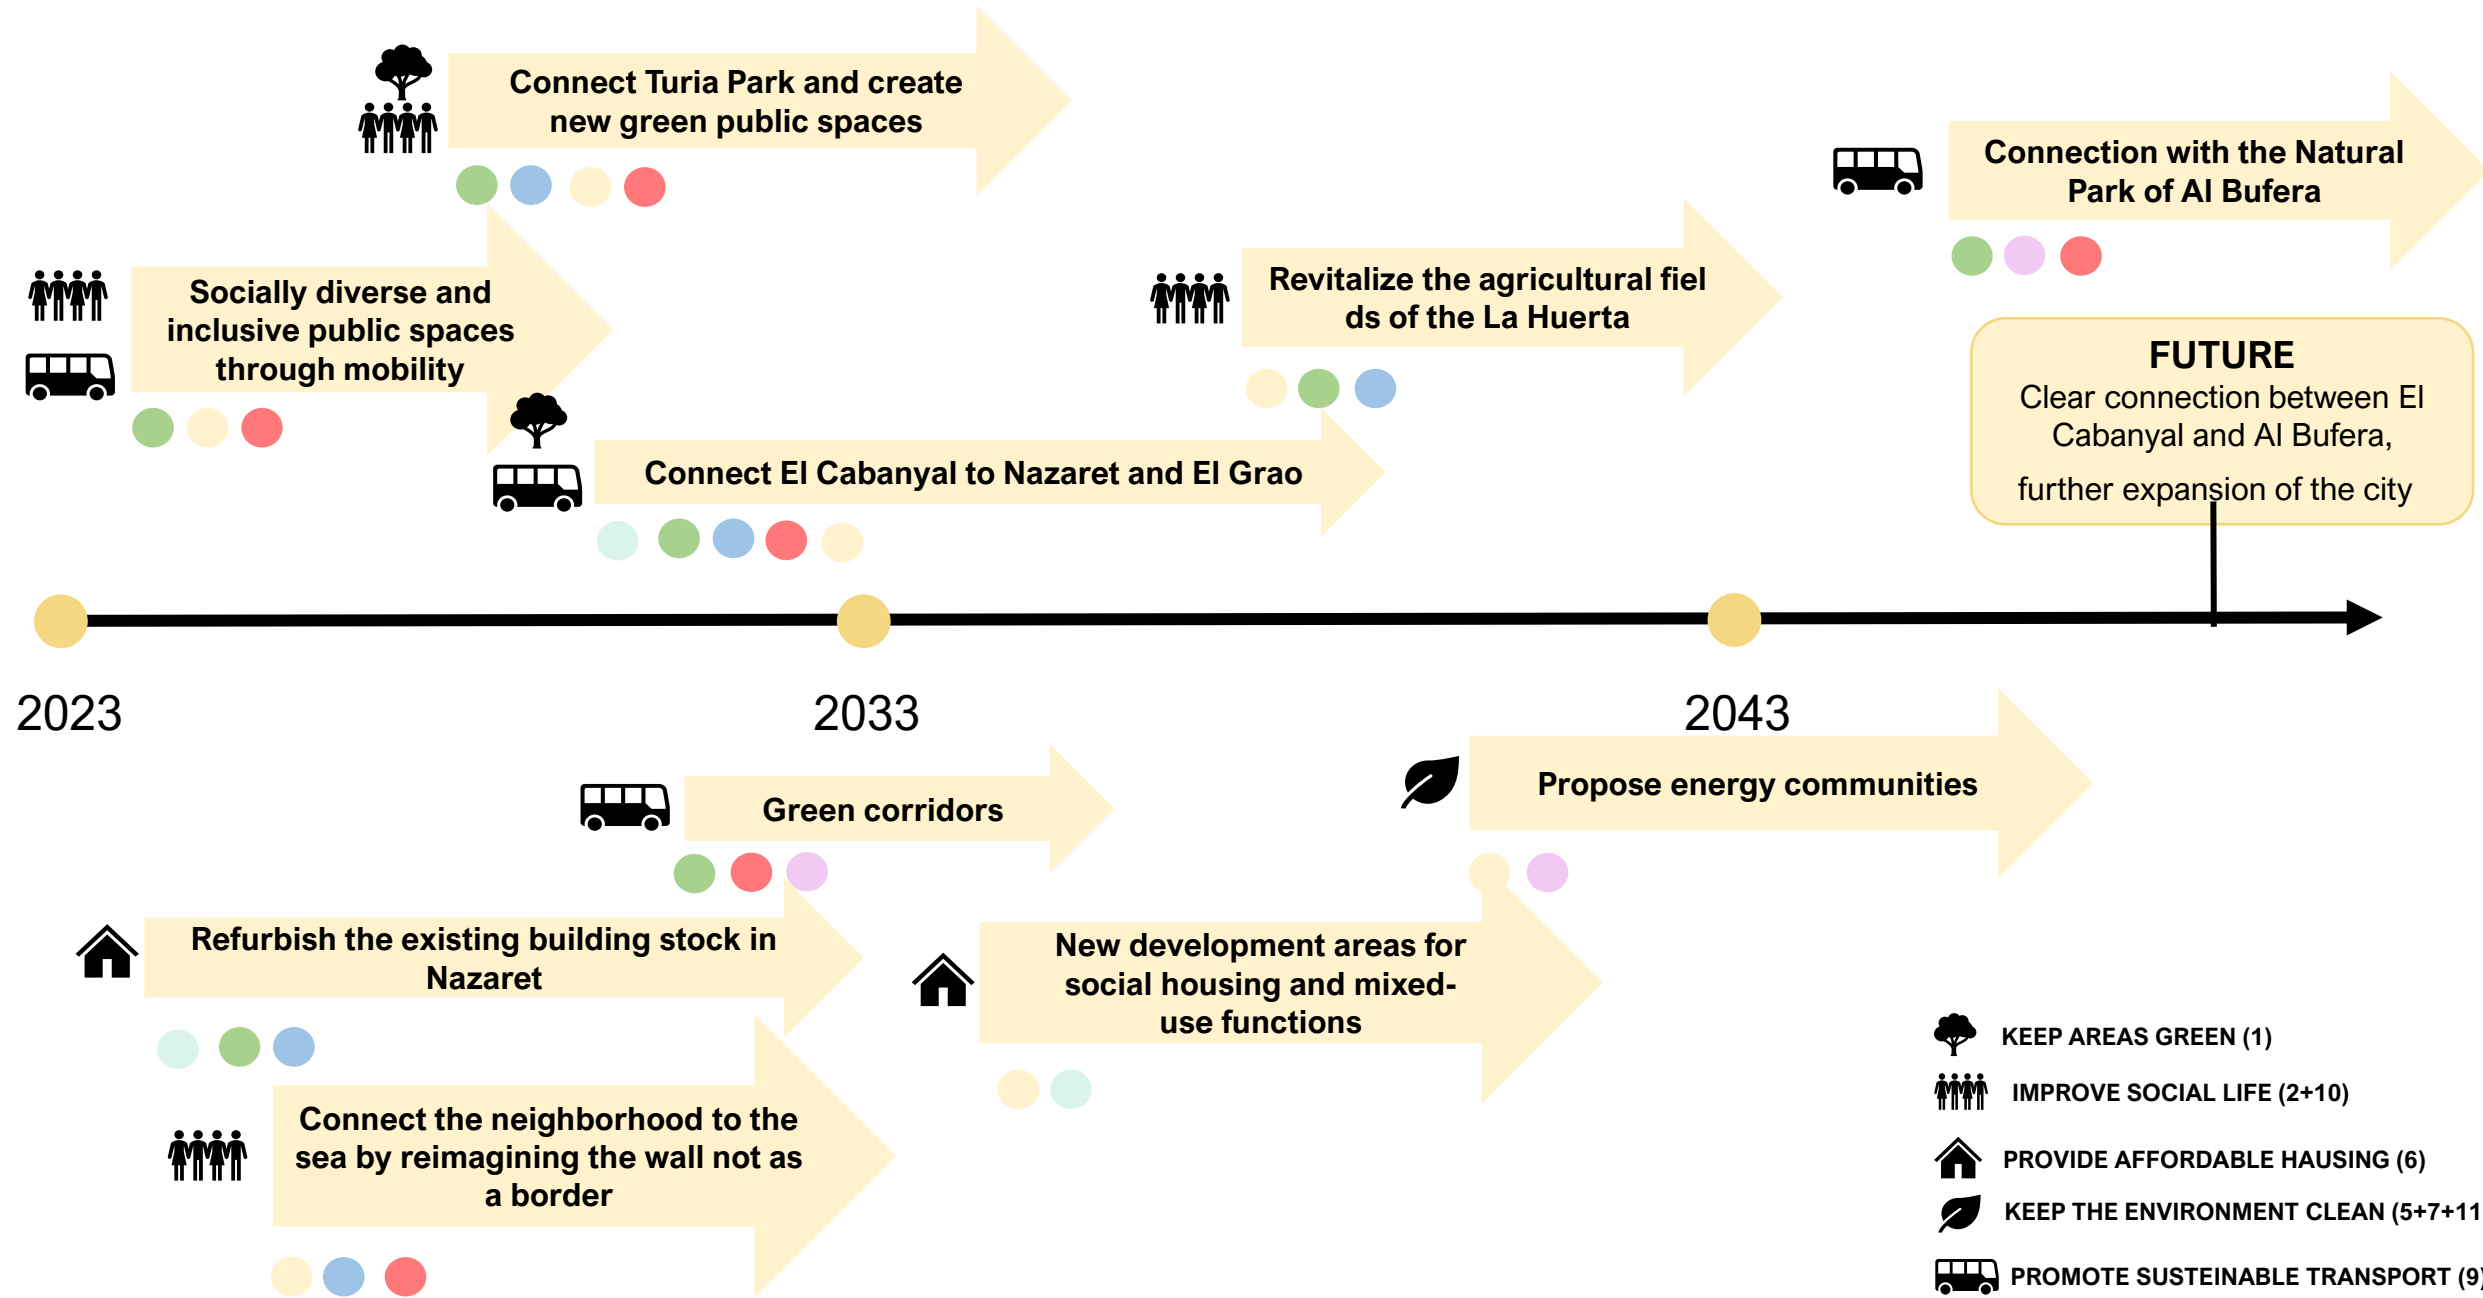 Connect Turia Park and create
new green public spaces
Connection with the Natural
Park of Al Bufera
Socially diverse and
inclusive public spaces
through mobility
Revitalize the agricultural fiel
ds of the La Huerta
FUTURE
Clear connection between El
Cabanyal and Al Bufera,
further expansion of the city
Connect El Cabanyal to Nazaret and El Grao
2023
2033
2043
Green corridors
Propose energy communities
Refurbish the existing building stock in
Nazaret
New development areas for
social housing and mixed-
use functions
Connect the neighborhood to the
sea by reimagining the wall not as
a border
KEEP AREAS GREEN (1)
IMPROVE SOCIAL LIFE (2+10)
PROVIDE AFFORDABLE HAUSING (6)
KEEP THE ENVIRONMENT CLEAN (5+7+11
PROMOTE SUSTEINABLE TRANSPORT (9)